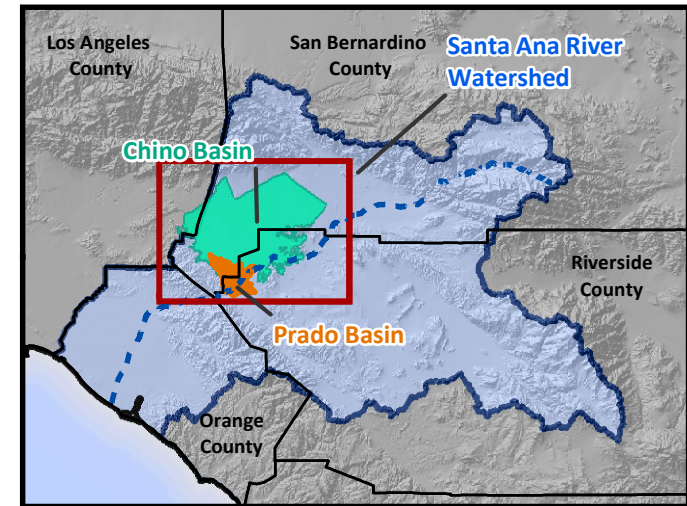 Los Angeles
County
San Bernardino
County
Santa Ana River
Watershed
Chino Basin
Riverside
County
Prado Basin
Orange
County